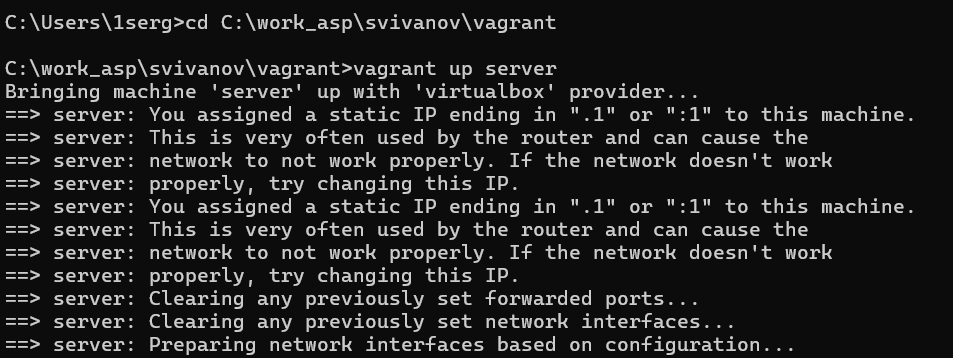 C:\Users\1serg>cd C:\work_asp\svivanov\vagrant
C:\work_asp\svivanov\vagrant>vagrant up server
Bringing machine 'server' up with 'virtualbox' provider...
==> server: You assigned a static IP ending in ".1" or ":1" to this machine.
==> server: This is very often used by the router and can cause the
==> server: network to not work properly. If the network doesn't work
==> server: properly, try changing this IP.
==> server: You assigned a static IP ending in ".1" or ":1" to this machine.
==> server: This is very often used by the router and can cause the
==> server: network to not work properly. If the network doesn't work
==> server: properly, try changing this IP.
==> server: Clearing any previously set forwarded ports...
==> server: Clearing any previously set network interfaces...
==> server: Preparing network interfaces based on configuration...